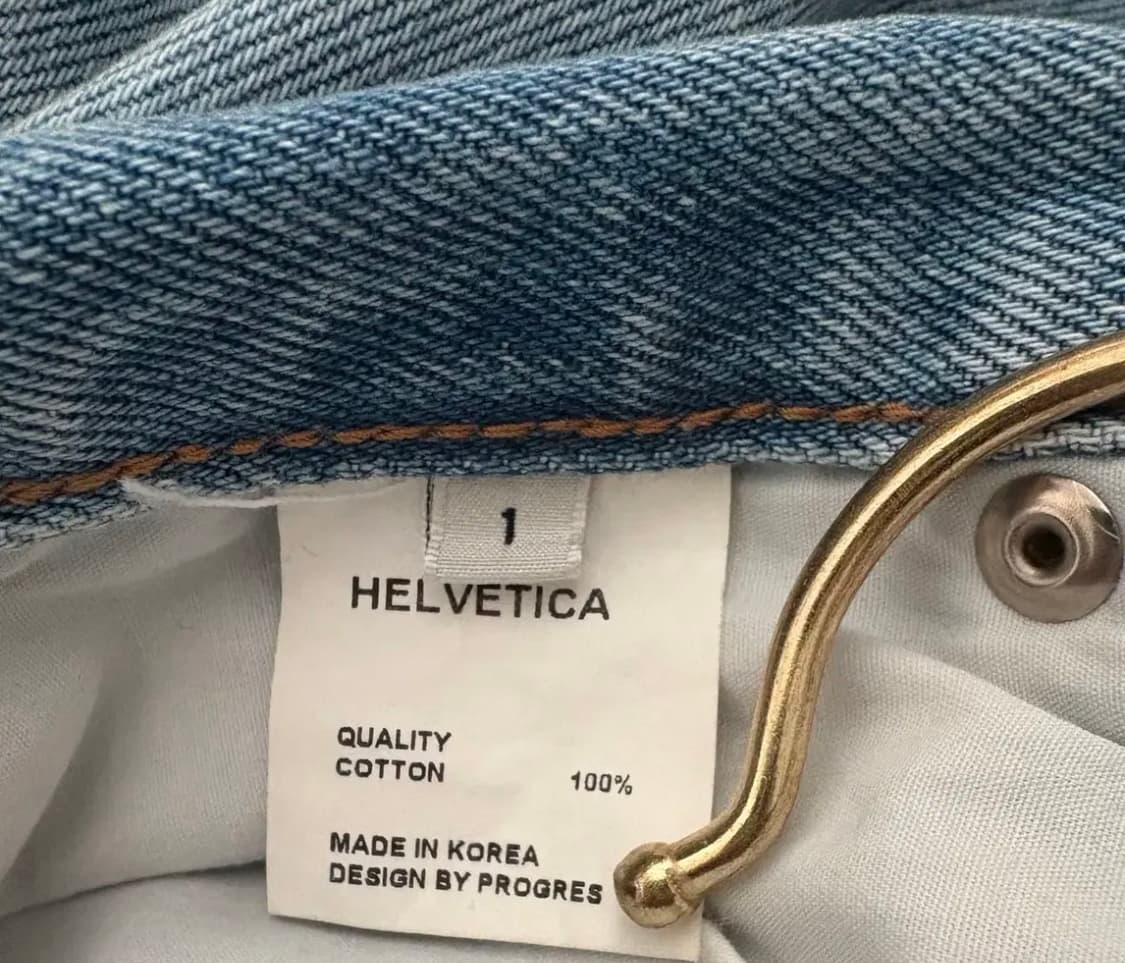 1
HELVETICA
QUALITY
COTTON 100%
MADE IN KOREA
DESIGN BY PROGRES